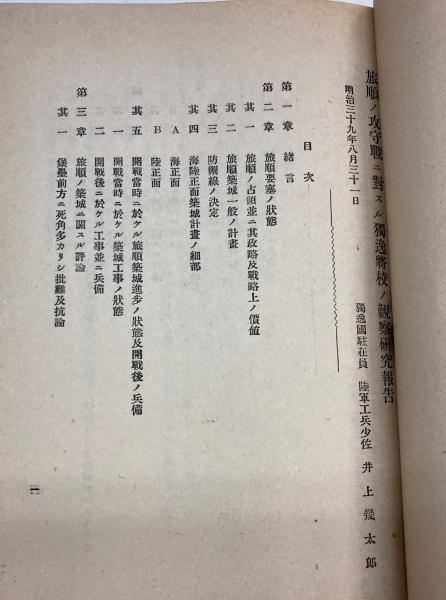 旅順ノ攻守戰ニ對スル獨逸將校ノ觀察硏究報告
明治三十九年八月三十一日
獨逸國駐在員 陸軍工兵少佐 井上幾太郎
目次
第一章 緖言
第二章 旅順要塞ノ狀態
其一 旅順ノ占領並ニ其政略及戰略上ノ價値
其二 旅順築城一般ノ計畫
其三 防禦線ノ決定
其四 海陸正面築城計畫ノ細部
A 海正面
B 陸正面
其五 開戰當時ニ於ケル旅順築城進步ノ狀態及開戰後ノ兵備
一 開戰當時ニ於ケル築城工事ノ狀態
二 開戰後ニ於ケル工事並ニ兵備
第三章 旅順ノ築城ニ關スル評論
其一 堡壘前方ニ死角多カリシ批難及抗論
一